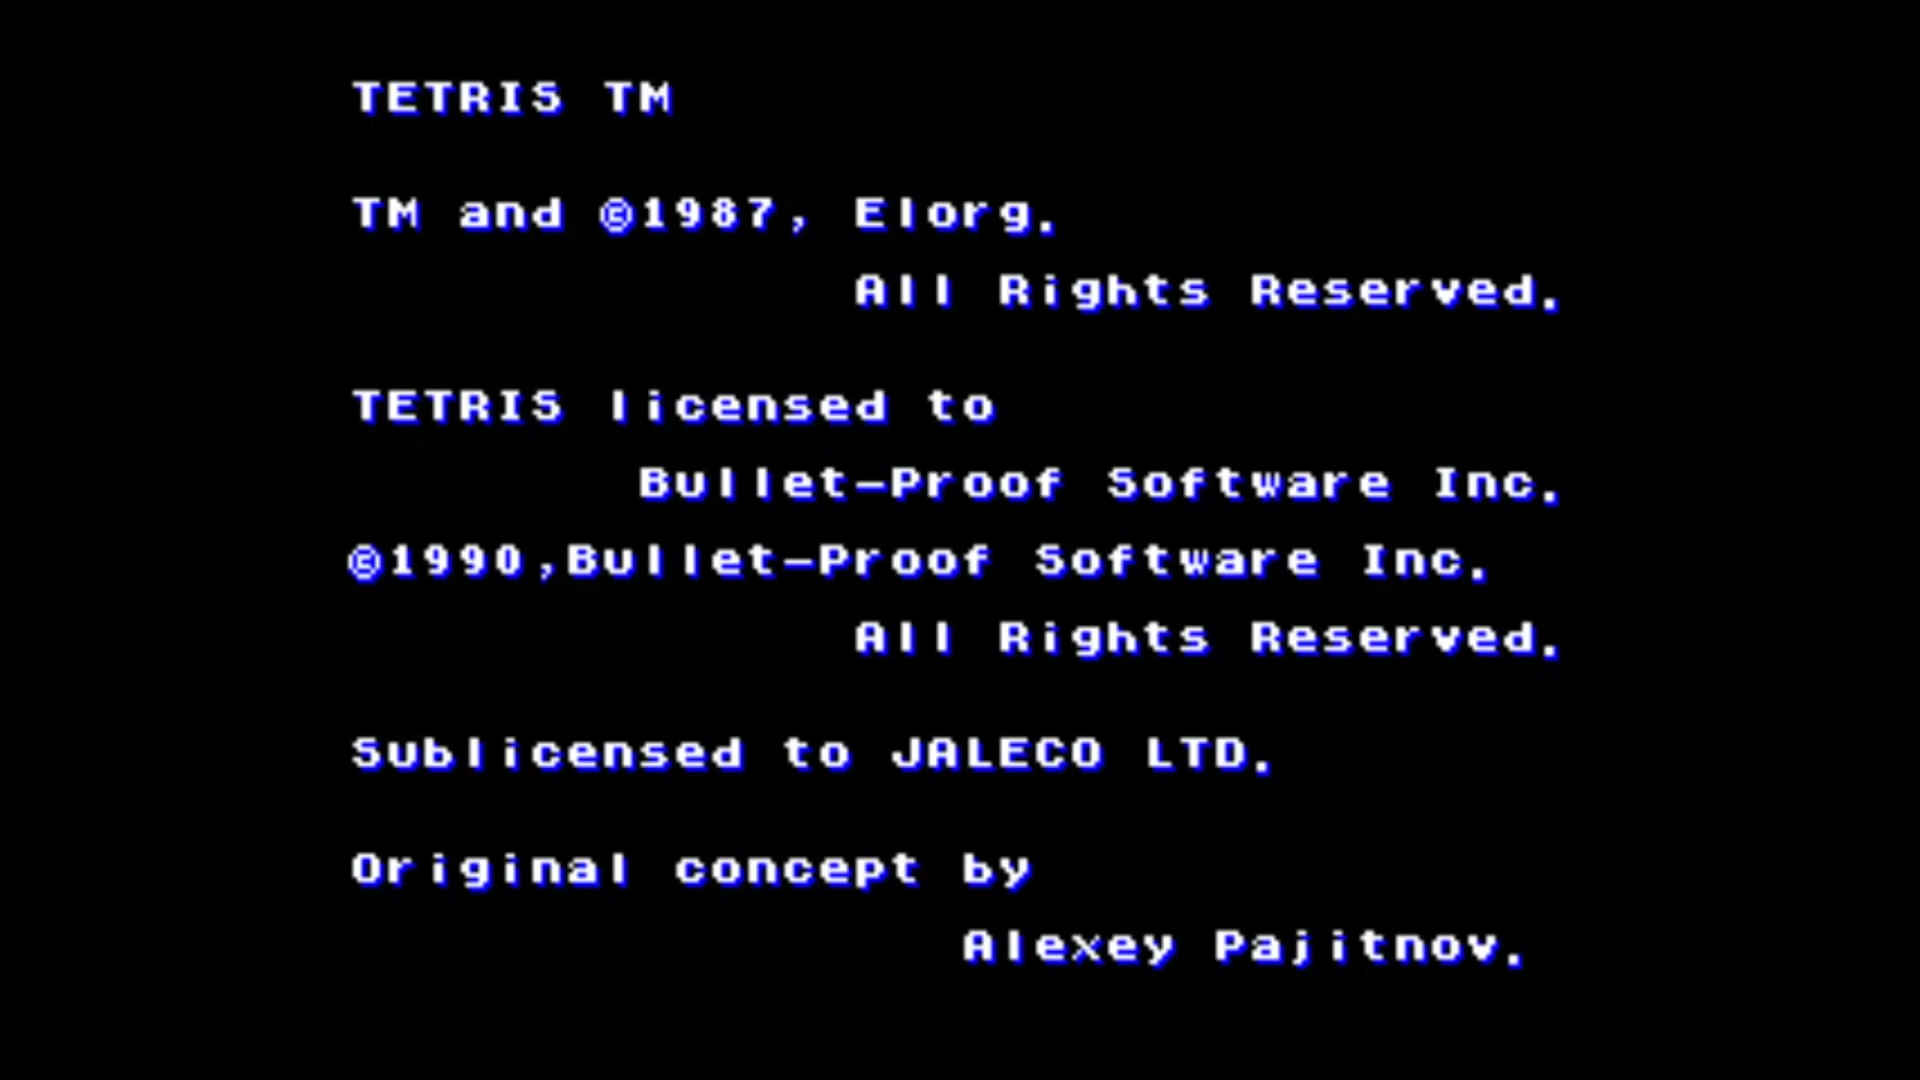 TETRIS TM
TM and ©1987, Elorg.
All Rights Reserved.
TETRIS licensed to
Bullet-Proof Software Inc.
©1990,Bullet-Proof Software Inc.
All Rights Reserved.
Sublicensed to JALECO LTD.
Original concept by
Alexey Pajitnov.